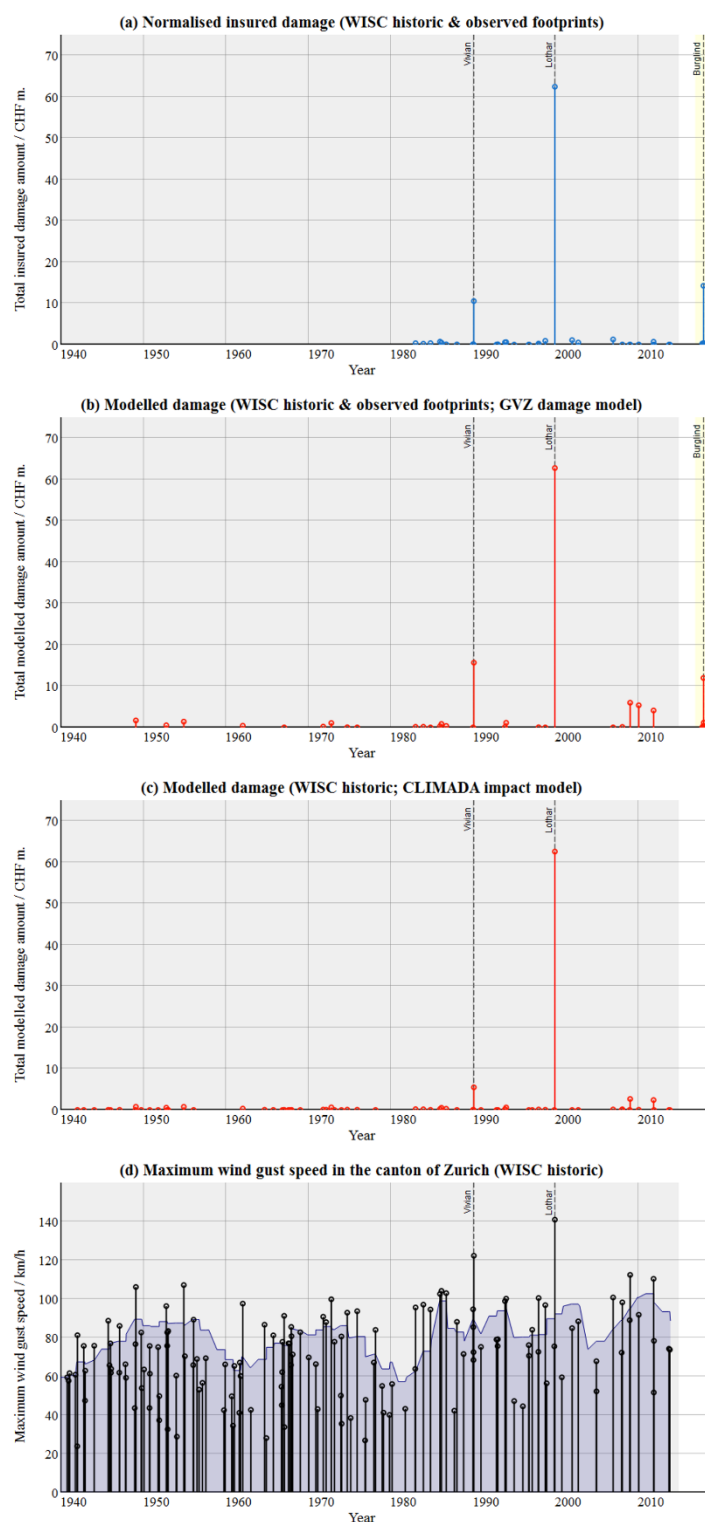 (a) Normalised insured damage (WISC historic & observed footprints)
Total insured damage amount / CHF m.
70
60
50
40
30
20
10
0
Vivian
Lothar
Burglind
1940 1950 1960 1970 1980 1990 2000 2010
Year
(b) Modelled damage (WISC historic & observed footprints; GVZ damage model)
Total modelled damage amount / CHF m.
70
60
50
40
30
20
10
0
Vivian
Lothar
Burglind
1940 1950 1960 1970 1980 1990 2000 2010
Year
(c) Modelled damage (WISC historic; CLIMADA impact model)
Total modelled damage amount / CHF m.
70
60
50
40
30
20
10
0
Vivian
Lothar
1940 1950 1960 1970 1980 1990 2000 2010
Year
(d) Maximum wind gust speed in the canton of Zurich (WISC historic)
Maximum wind gust speed / km/h
140
120
100
80
60
40
20
0
Vivian
Lothar
1940 1950 1960 1970 1980 1990 2000 2010
Year